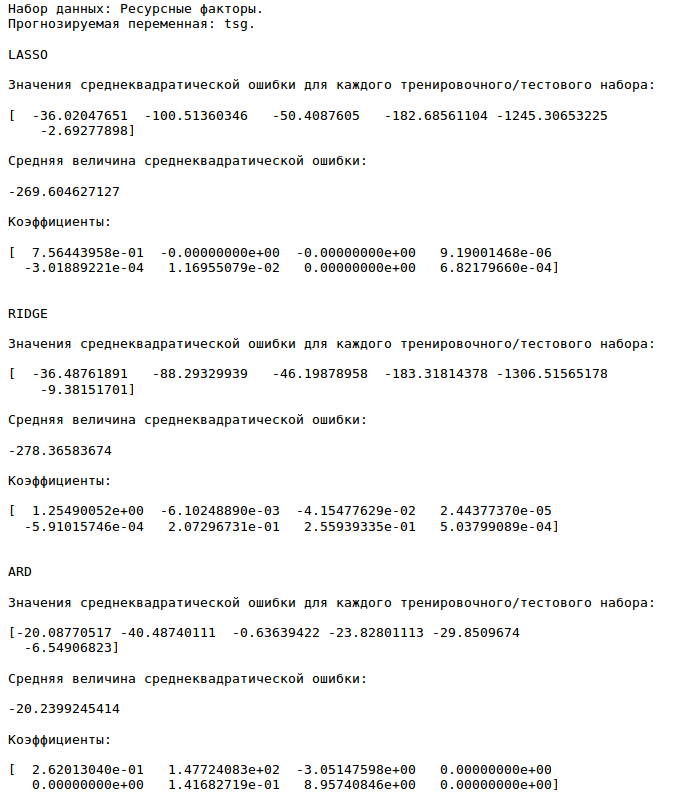 Набор данных: Ресурсные факторы.
Прогнозируемая переменная: tsg.
LASSO
Значения среднеквадратической ошибки для каждого тренировочного/тестового набора:
[  -36.02047651  -100.51360346   -50.4087605   -182.68561104 -1245.30653225
-2.69277898]
Средняя величина среднеквадратической ошибки:
-269.604627127
Коэффициенты:
[  7.56443958e-01  -0.00000000e+00  -0.00000000e+00   9.19001468e-06
-3.01889221e-04   1.16955079e-02   0.00000000e+00   6.82179660e-04]
RIDGE
Значения среднеквадратической ошибки для каждого тренировочного/тестового набора:
[  -36.48761891   -88.29329939   -46.19878958  -183.31814378 -1306.51565178
-9.38151701]
Средняя величина среднеквадратической ошибки:
-278.36583674
Коэффициенты:
[  1.25490052e+00  -6.10248890e-03  -4.15477629e-02   2.44377370e-05
-5.91015746e-04   2.07296731e-01   2.55939335e-01   5.03799089e-04]
ARD
Значения среднеквадратической ошибки для каждого тренировочного/тестового набора:
[-20.08770517 -40.48740111  -0.63639422 -23.82801113 -29.8509674
-6.54906823]
Средняя величина среднеквадратической ошибки:
-20.2399245414
Коэффициенты:
[  2.62013040e-01   1.47724083e+02  -3.05147598e+00   0.00000000e+00
0.00000000e+00   1.41682719e-01   8.95740846e+00   0.00000000e+00]